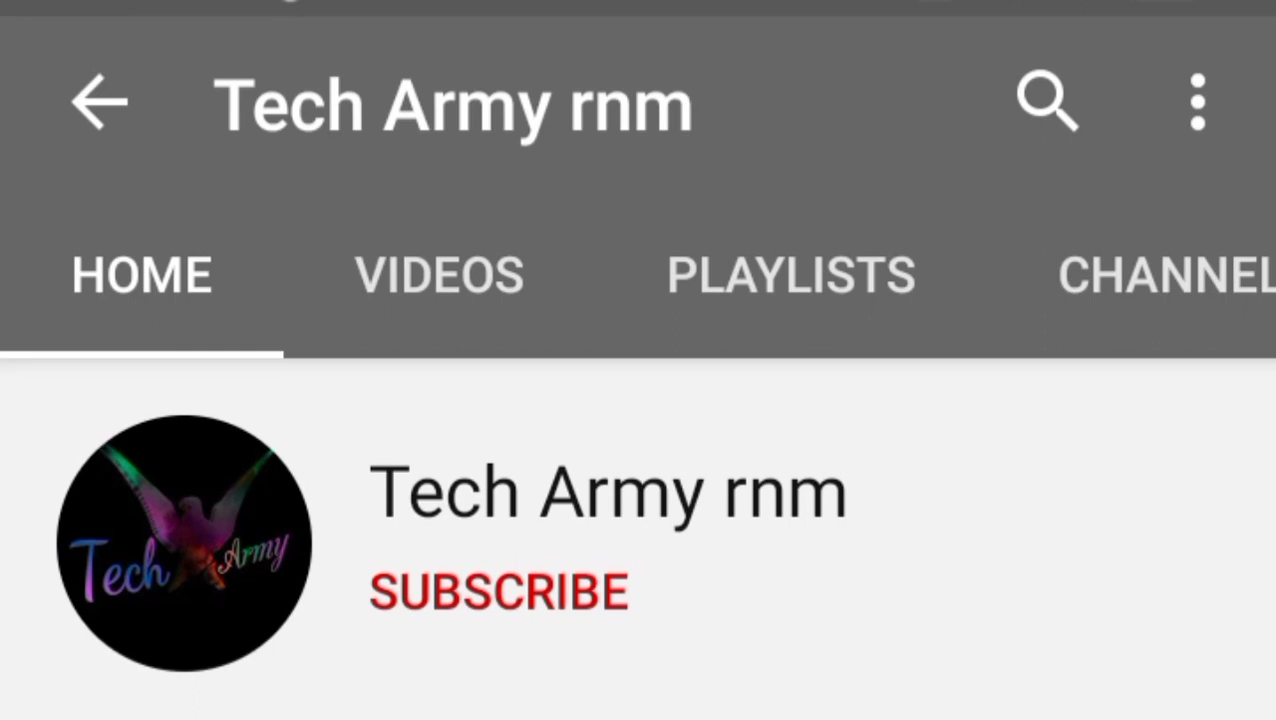 Tech Army rnm
HOME VIDEOS PLAYLISTS CHANNEL
Tech Army
Tech Army rnm
SUBSCRIBE